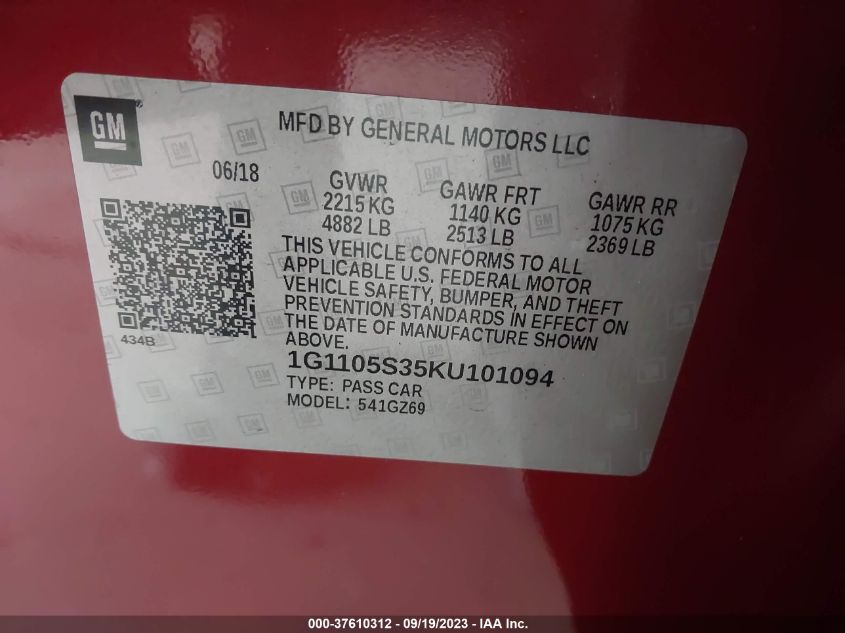 GM
MFD BY GENERAL MOTORS LLC
06/18
GVWR
2215 KG
4882 LB
GAWR FRT
1140 KG
2513 LB
GAWR RR
1075 KG
2369 LB
THIS VEHICLE CONFORMS TO ALL
APPLICABLE U.S. FEDERAL MOTOR
VEHICLE SAFETY, BUMPER, AND THEFT
PREVENTION STANDARDS IN EFFECT ON
THE DATE OF MANUFACTURE SHOWN
ABOVE.
434B
1G1105S35KU101094
TYPE: PASS CAR
MODEL: 541GZ69
000-37610312 - 09/19/2023 - IAA Inc.